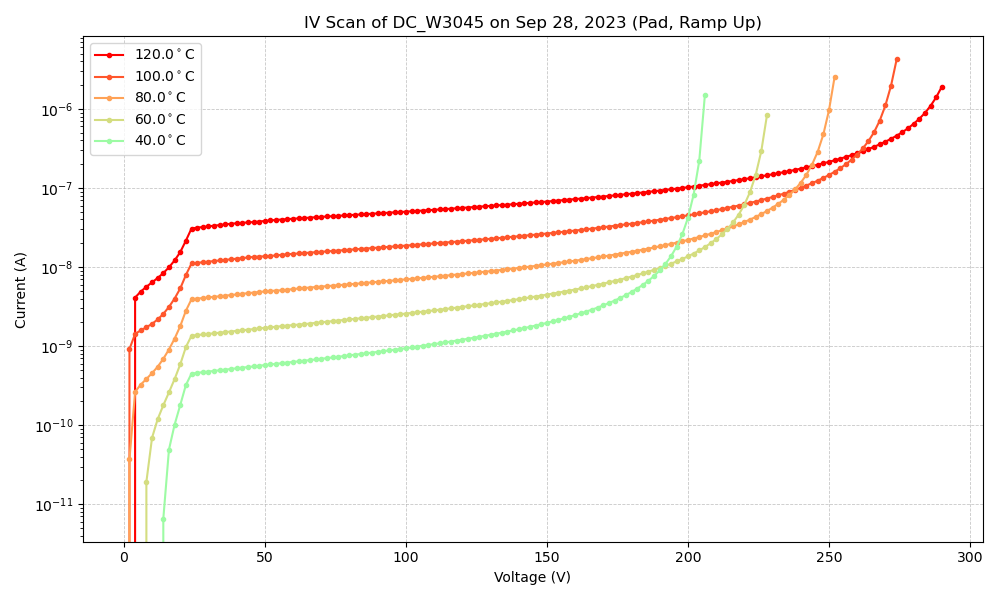 IV Scan of DC_W3045 on Sep 28, 2023 (Pad, Ramp Up)
120.0°C
100.0°C
80.0°C
60.0°C
40.0°C
Current (A)
10⁻⁶
10⁻⁷
10⁻⁸
10⁻⁹
10⁻¹⁰
10⁻¹¹
0 50 100 150 200 250 300
Voltage (V)